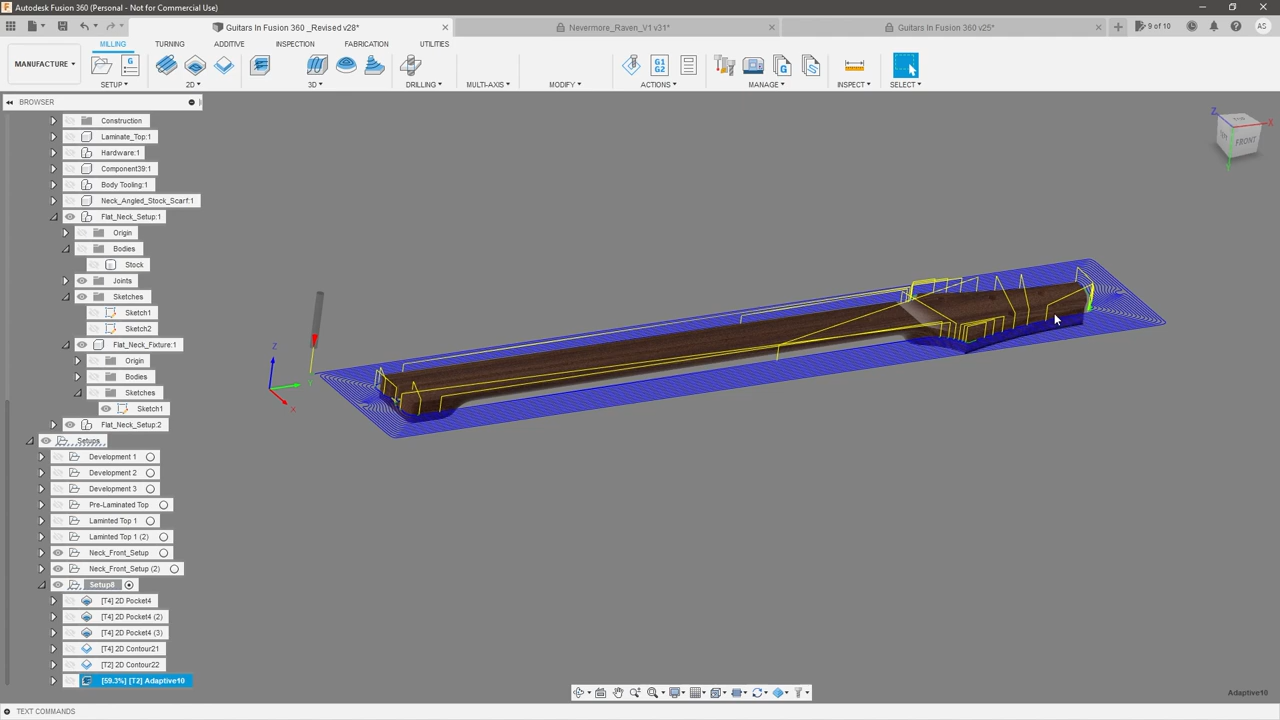 Autodesk Fusion 360 (Personal - Not for Commercial Use)
Guitars In Fusion 360 _Revised v28*
Nevermore_Raven_V1 v31*
Guitars In Fusion 360 v25*
9 of 10
AS
MANUFACTURE
MILLING
TURNING
ADDITIVE
INSPECTION
FABRICATION
UTILITIES
G
G1
G2
G
SETUP
2D
3D
DRILLING
MULTI-AXIS
MODIFY
ACTIONS
MANAGE
INSPECT
SELECT
BROWSER
Construction
Laminate_Top:1
Hardware:1
Component39:1
Body Tooling:1
Neck_Angled_Stock_Scarf:1
Flat_Neck_Setup:1
Origin
Bodies
Stock
Joints
Sketches
Sketch1
Sketch2
Flat_Neck_Fixture:1
Origin
Bodies
Sketches
Sketch1
Flat_Neck_Setup:2
Setups
Development 1
Development 2
Development 3
Pre-Laminated Top
Laminted Top 1
Laminted Top 1 (2)
Neck_Front_Setup
Neck_Front_Setup (2)
Setup8
[T4] 2D Pocket4
[T4] 2D Pocket4 (2)
[T4] 2D Pocket4 (3)
[T4] 2D Contour21
[T2] 2D Contour22
[59.3%] [T2] Adaptive10
Z
Y
X
Z
X
Y
FRONT
Adaptive10
TEXT COMMANDS